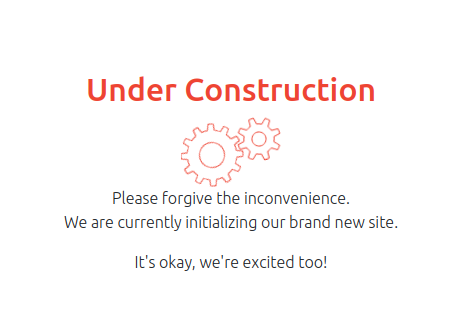 Under Construction
Please forgive the inconvenience.
We are currently initializing our brand new site.
It's okay, we're excited too!